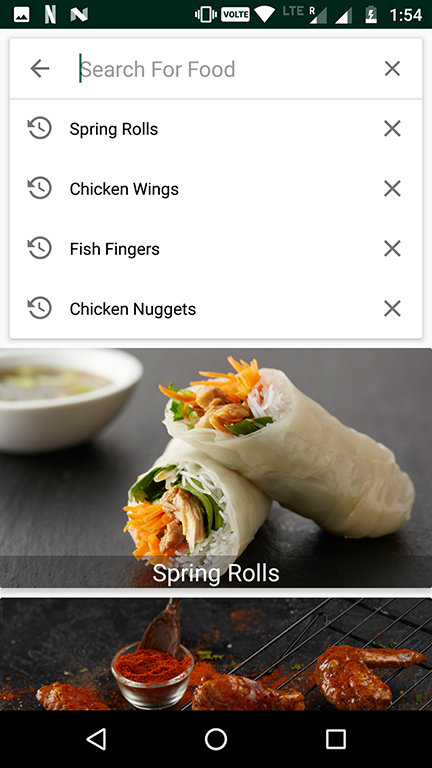 VOLTE
LTE
R
1:54
Search For Food
Spring Rolls
Chicken Wings
Fish Fingers
Chicken Nuggets
Spring Rolls